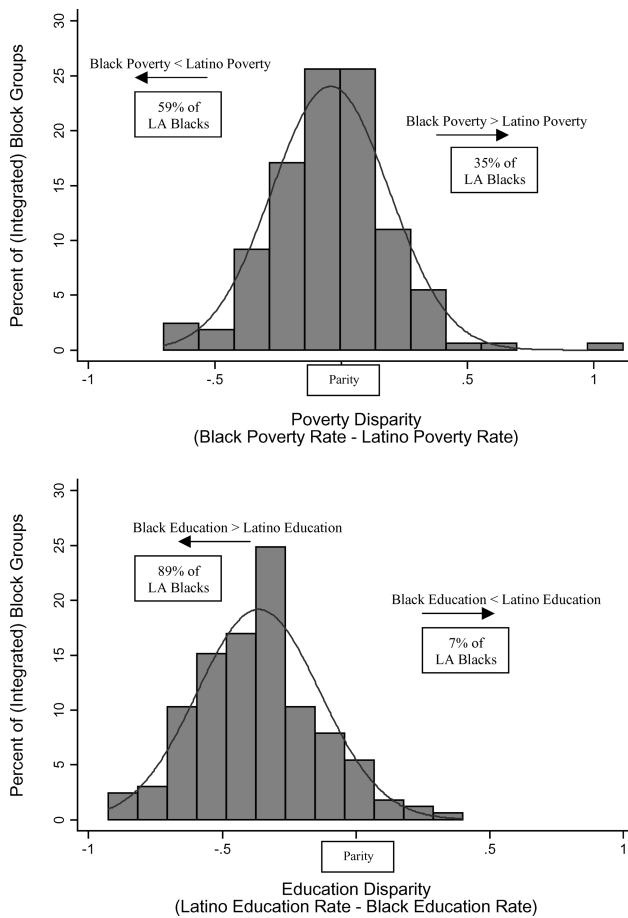 30
25
20
15
10
5
0
Percent of (Integrated) Block Groups
Black Poverty < Latino Poverty
59% of
LA Blacks
Black Poverty > Latino Poverty
35% of
LA Blacks
-1
-.5
Parity
.5
1
Poverty Disparity
(Black Poverty Rate - Latino Poverty Rate)
30
25
20
15
10
5
0
Percent of (Integrated) Block Groups
Black Education > Latino Education
89% of
LA Blacks
Black Education < Latino Education
7% of
LA Blacks
-1
-.5
Parity
.5
1
Education Disparity
(Latino Education Rate - Black Education Rate)